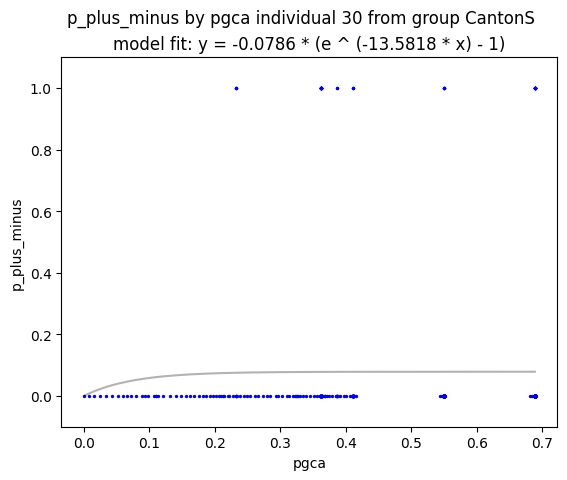 p_plus_minus by pgca individual 30 from group CantonS
model fit: y = -0.0786 * (e ^ (-13.5818 * x) - 1)
1.0
0.8
0.6
0.4
0.2
0.0
p_plus_minus
0.0 0.1 0.2 0.3 0.4 0.5 0.6 0.7
pgca